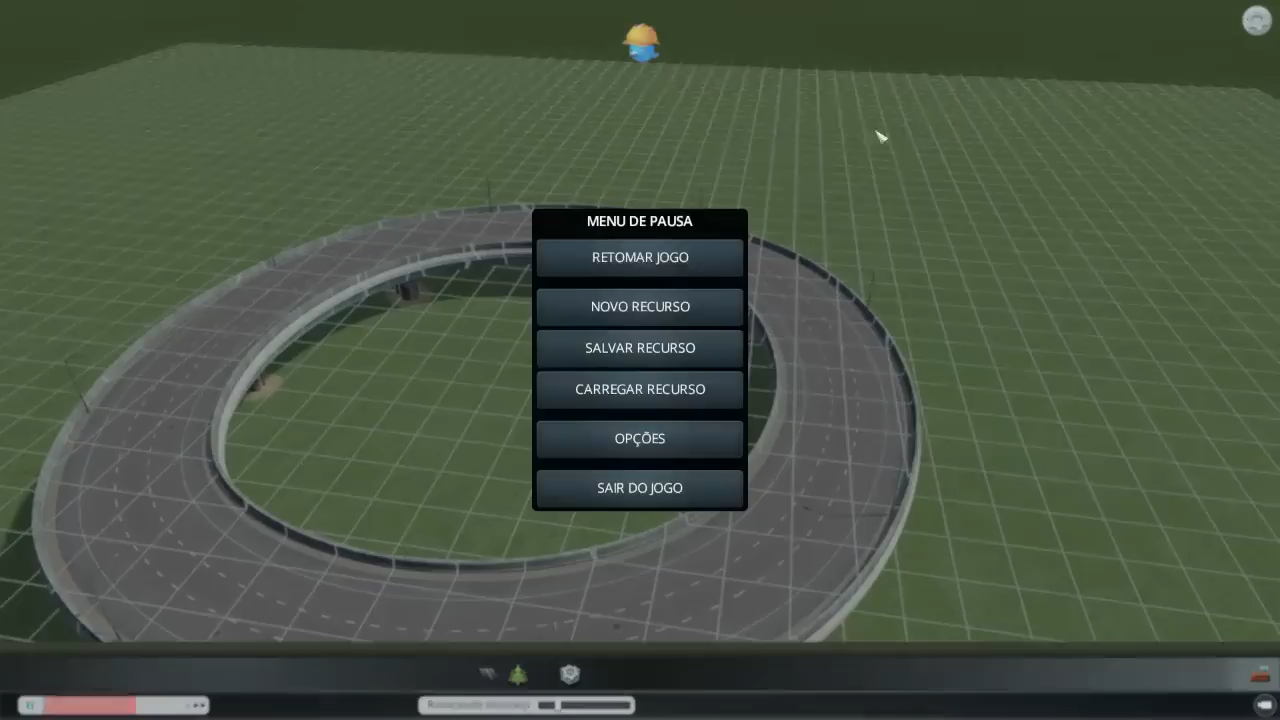 MENU DE PAUSA
RETOMAR JOGO
NOVO RECURSO
SALVAR RECURSO
CARREGAR RECURSO
OPÇÕES
SAIR DO JOGO